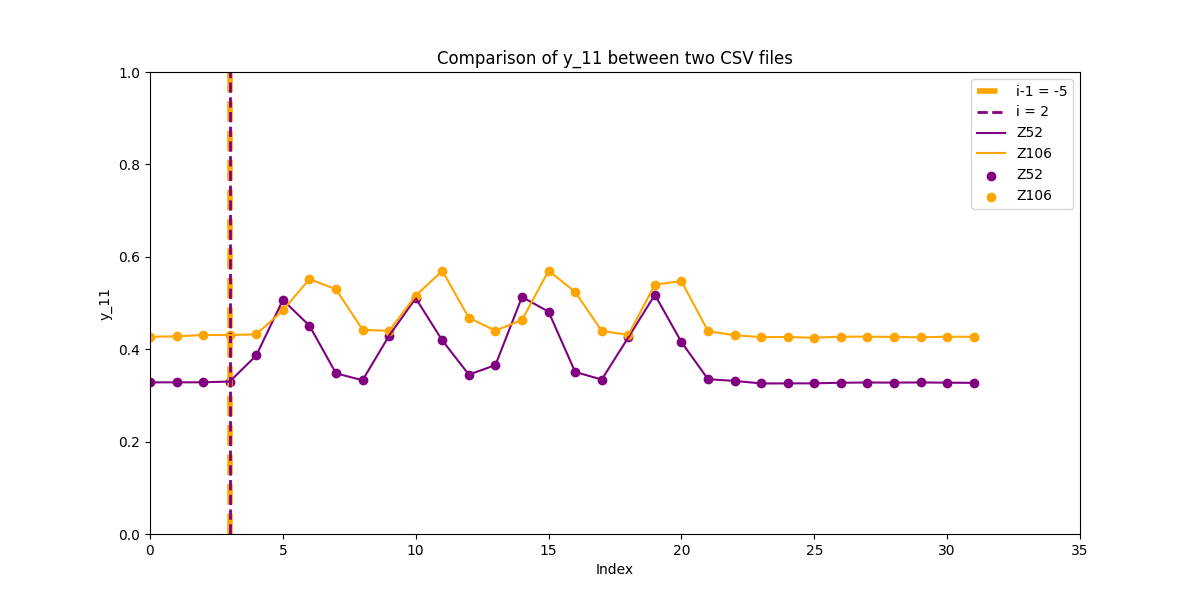 Comparison of y_11 between two CSV files
i-1 = -5
i = 2
Z52
Z106
Z52
Z106
1.0
0.8
0.6
0.4
0.2
0.0
y_11
0 5 10 15 20 25 30 35
Index